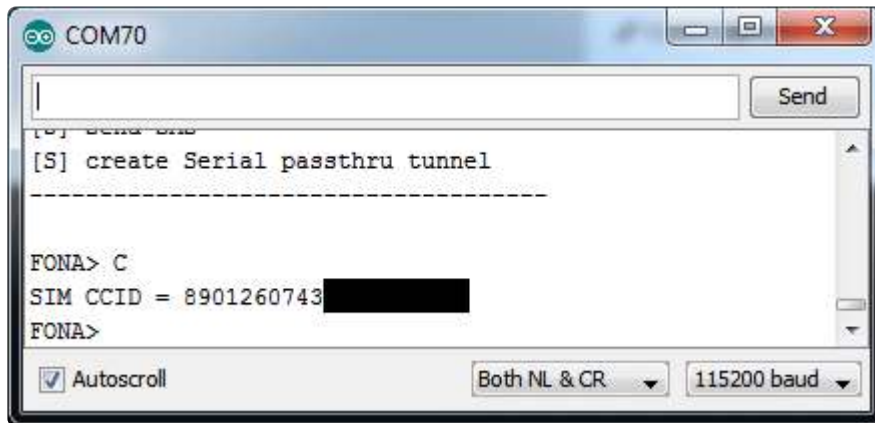 COM70
Send
[S] create Serial passthru tunnel
-------------------------------------
FONA> C
SIM CCID = 8901260743
FONA>
Autoscroll
Both NL & CR
115200 baud